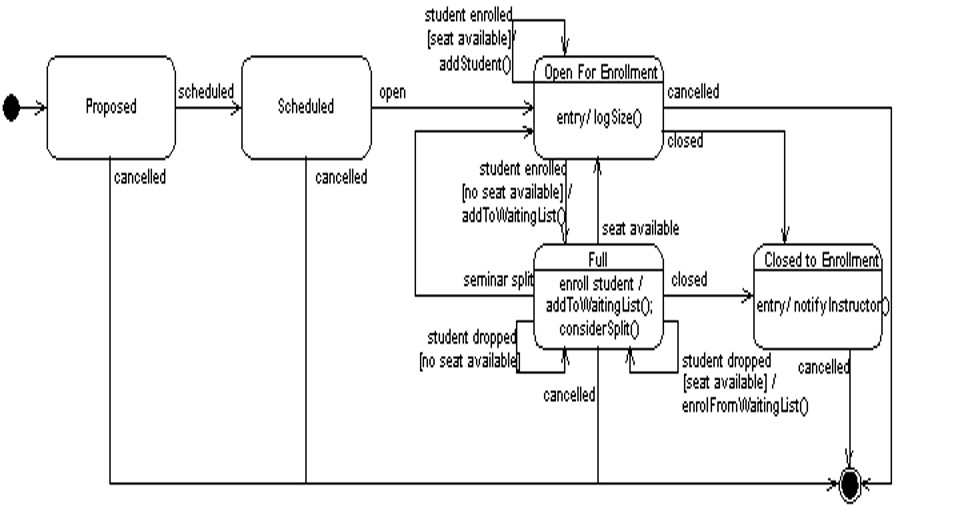 student enrolled
[seat available]/
addStudent()
Proposed
scheduled
Scheduled
open
Open For Enrollment
entry/ logSize()
cancelled
closed
cancelled
cancelled
student enrolled
[no seat available] /
addToWaitingList()
seat available
Full
enroll student /
addToWaitingList();
considerSplit()
seminar split
closed
Closed to Enrollment
entry/ notifyInstructor()
student dropped
[no seat available]
student dropped
[seat available] /
enrolFromWaitingList()
cancelled
cancelled